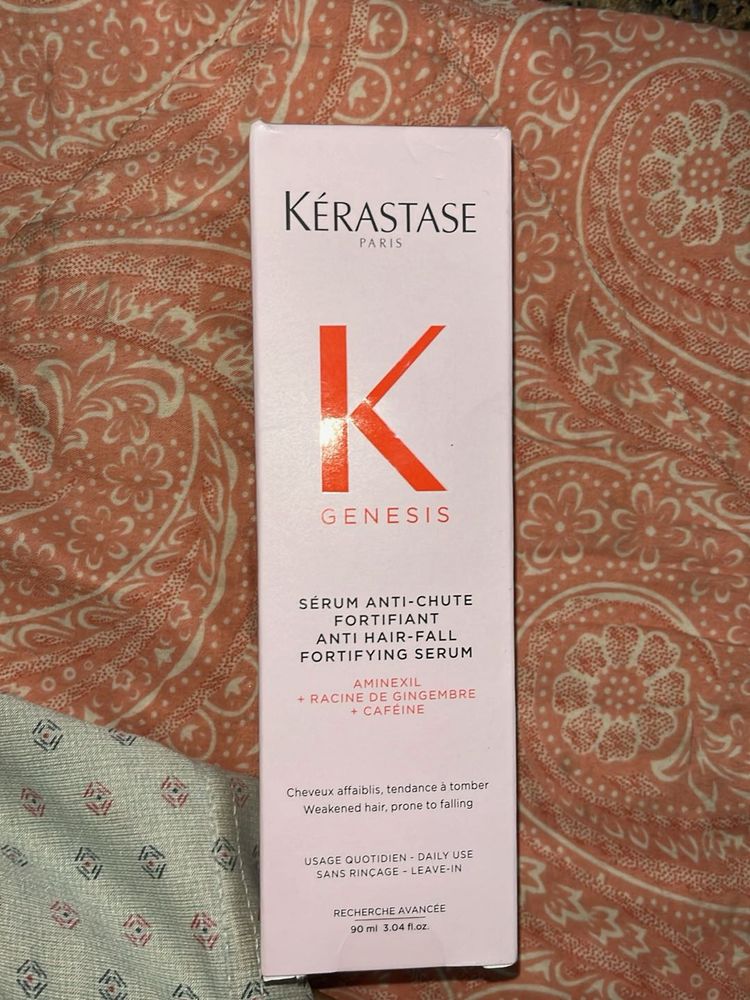 KÉRASTASE
PARIS
K
GENESIS
SÉRUM ANTI-CHUTE
FORTIFIANT
ANTI HAIR-FALL
FORTIFYING SERUM
AMINEXIL
+ RACINE DE GINGEMBRE
+ CAFÉINE
Cheveux affaiblis, tendance à tomber
Weakened hair, prone to falling
USAGE QUOTIDIEN - DAILY USE
SANS RINÇAGE - LEAVE-IN
RECHERCHE AVANCÉE
90 ml 3.04 fl.oz.